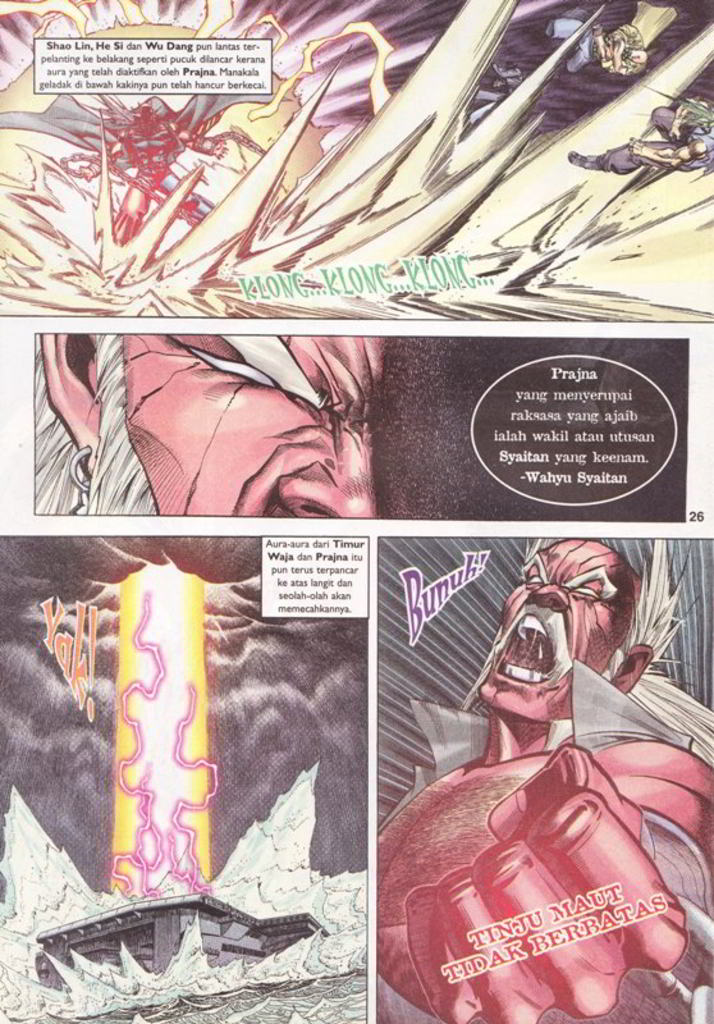 Shao Lin, He Si dan Wu Dang pun lantas ter-
pelanting ke belakang seperti pucuk dilancar kerana
aura yang telah diaktifkan oleh Prajna. Manakala
geladak di bawah kakinya pun telah hancur berkecai.
KLONG...KLONG...KLONG...
Prajna
yang menyerupai
raksasa yang ajaib
ialah wakil atau utusan
Syaitan yang keenam.
-Wahyu Syaitan
26
Aura-aura dari Timur
Waja dan Prajna itu
pun terus terpancar
ke atas langit dan
seolah-olah akan
memecahkannya.
Yak!
Bunuh!
TINJU MAUT
TIDAK BERBATAS